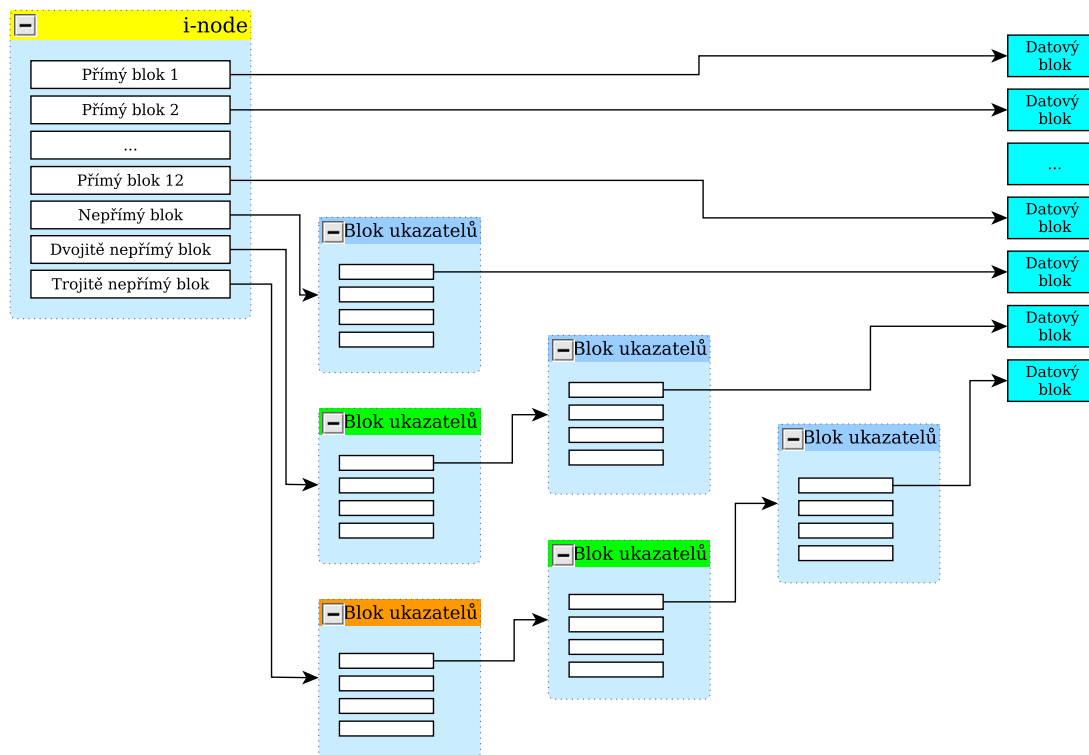 i-node
Přímý blok 1
Přímý blok 2
...
Přímý blok 12
Nepřímý blok
Dvojitě nepřímý blok
Trojitě nepřímý blok
Blok ukazatelů
Blok ukazatelů
Blok ukazatelů
Blok ukazatelů
Blok ukazatelů
Blok ukazatelů
Datový
blok
Datový
blok
...
Datový
blok
Datový
blok
Datový
blok
Datový
blok